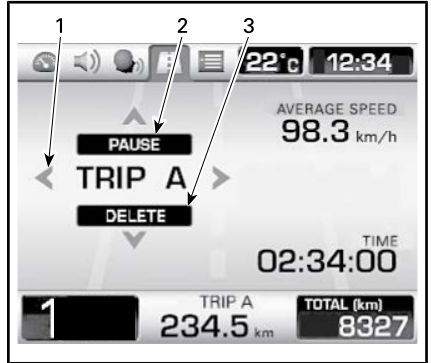 1 2 3
22°c 12:34
AVERAGE SPEED
98.3 km/h
PAUSE
TRIP A
DELETE
TIME
02:34:00
1
TRIP A
234.5 km
TOTAL (km)
8327